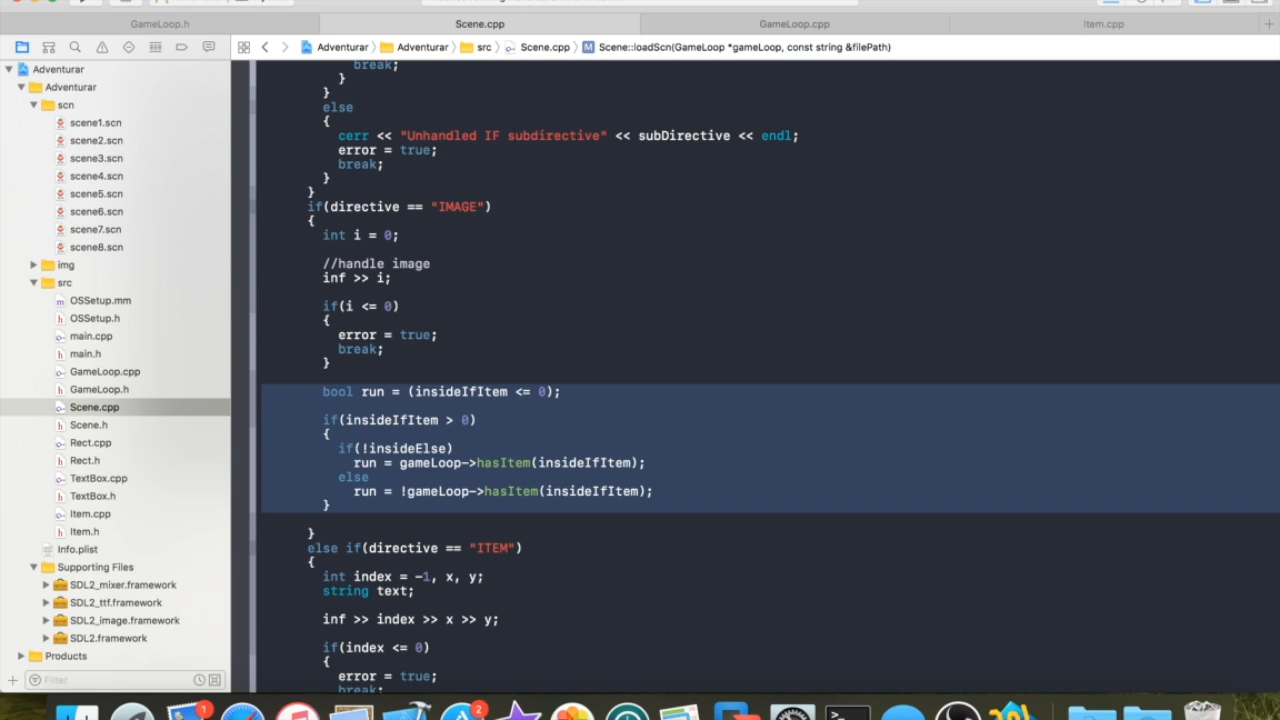 GameLoop.h
Scene.cpp
GameLoop.cpp
Item.cpp
Adventurar
Adventurar
src
Scene.cpp
M
Scene::loadScn(GameLoop *gameLoop, const string &filePath)
Adventurar
Adventurar
scn
scene1.scn
scene2.scn
scene3.scn
scene4.scn
scene5.scn
scene6.scn
scene7.scn
scene8.scn
img
src
OSSetup.mm
OSSetup.h
main.cpp
main.h
GameLoop.cpp
GameLoop.h
Scene.cpp
Scene.h
Rect.cpp
Rect.h
TextBox.cpp
TextBox.h
Item.cpp
Item.h
Info.plist
Supporting Files
SDL2_mixer.framework
SDL2_ttf.framework
SDL2_image.framework
SDL2.framework
Products
Filter
break;
}
}
else
{
cerr << "Unhandled IF subdirective" << subDirective << endl;
error = true;
break;
}
}
if(directive == "IMAGE")
{
int i = 0;
//handle image
inf >> i;
if(i <= 0)
{
error = true;
break;
}
bool run = (insideIfItem <= 0);
if(insideIfItem > 0)
{
if(!insideElse)
run = gameLoop->hasItem(insideIfItem);
else
run = !gameLoop->hasItem(insideIfItem);
}
}
else if(directive == "ITEM")
{
int index = -1, x, y;
string text;
inf >> index >> x >> y;
if(index <= 0)
{
error = true;
break;
1
2